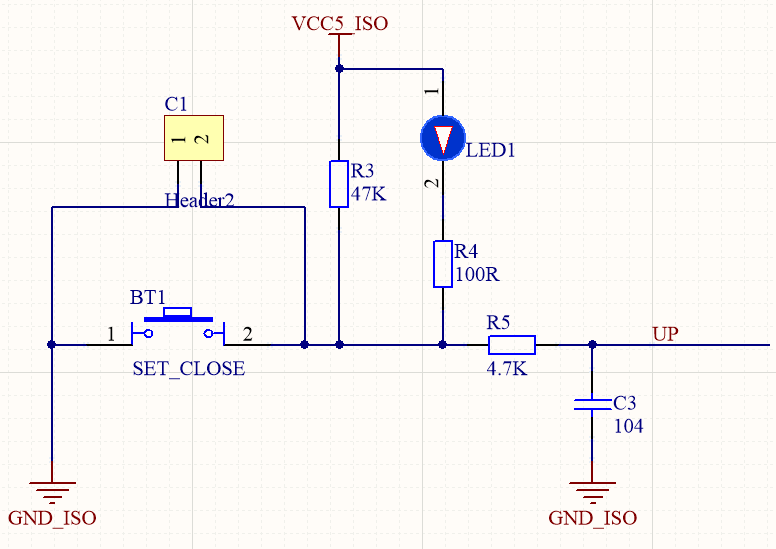 VCC5_ISO
C1
1
2
Header2
1
LED1
2
R3
47K
R4
100R
BT1
1
2
SET_CLOSE
R5
4.7K
UP
C3
104
GND_ISO
GND_ISO